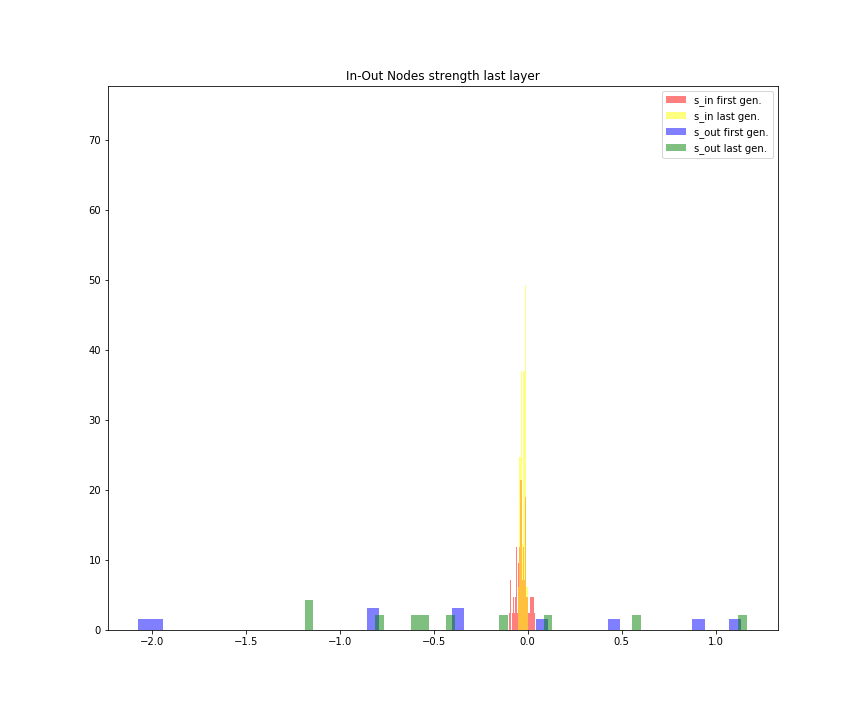 In-Out Nodes strength last layer
s_in first gen.
s_in last gen.
s_out first gen.
s_out last gen.
70
60
50
40
30
20
10
0
−2.0 −1.5 −1.0 −0.5 0.0 0.5 1.0